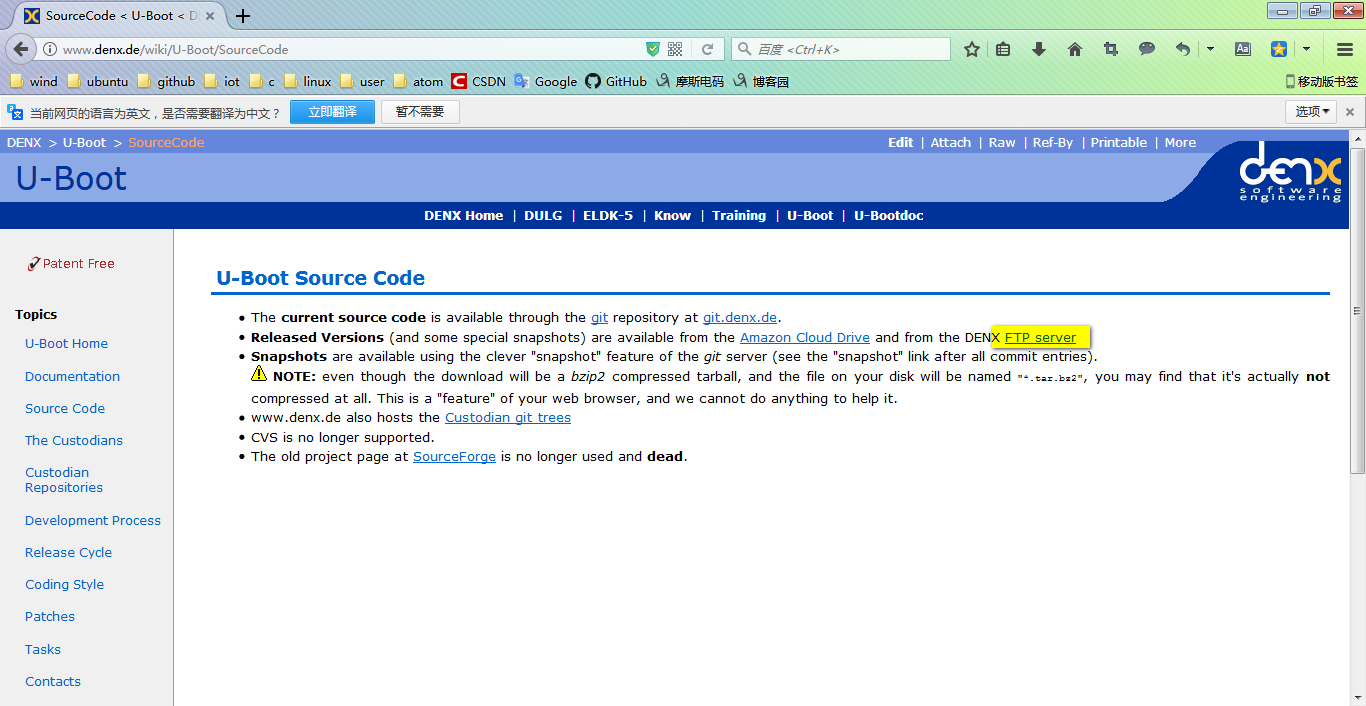 SourceCode < U-Boot < D
www.denx.de/wiki/U-Boot/SourceCode
百度 <Ctrl+K>
wind ubuntu github iot c linux user atom CSDN Google GitHub 摩斯电码 博客园 移动版书签
当前网页的语言为英文，是否需要翻译为中文？ 立即翻译 暂不需要 选项
DENX > U-Boot > SourceCode Edit | Attach | Raw | Ref-By | Printable | More
U-Boot
denx
software
engineering
DENX Home | DULG | ELDK-5 | Know | Training | U-Boot | U-Bootdoc
Patent Free
Topics
U-Boot Home
Documentation
Source Code
The Custodians
Custodian
Repositories
Development Process
Release Cycle
Coding Style
Patches
Tasks
Contacts
U-Boot Source Code
• The current source code is available through the git repository at git.denx.de.
• Released Versions (and some special snapshots) are available from the Amazon Cloud Drive and from the DENX FTP server
• Snapshots are available using the clever "snapshot" feature of the git server (see the "snapshot" link after all commit entries).
NOTE: even though the download will be a bzip2 compressed tarball, and the file on your disk will be named "*.tar.bz2", you may find that it's actually not
compressed at all. This is a "feature" of your web browser, and we cannot do anything to help it.
• www.denx.de also hosts the Custodian git trees
• CVS is no longer supported.
• The old project page at SourceForge is no longer used and dead.